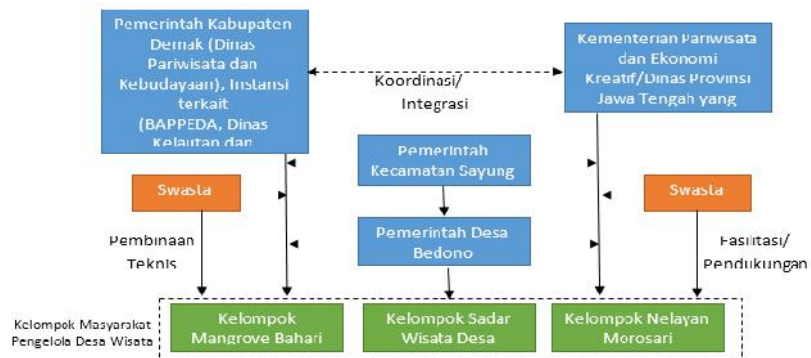 Pemerintah Kabupaten
Demak (Dinas
Pariwisata dan
Kebudayaan), Instansi
terkait
(BAPPEDA, Dinas
Kelautan dan
Koordinasi/
Integrasi
Kementerian Pariwisata
dan Ekonomi
Kreatif/Dinas Provinsi
Jawa Tengah yang
Pemerintah
Kecamatan Sayung
Swasta
Swasta
Pembinaan
Teknis
Pemerintah Desa
Bedono
Fasilitasi/
Pendukungan
Kelompok Masyarakat
Pengelola Desa Wisata
Kelompok
Mangrove Bahari
Kelompok Sadar
Wisata Desa
Kelompok Nelayan
Morosari